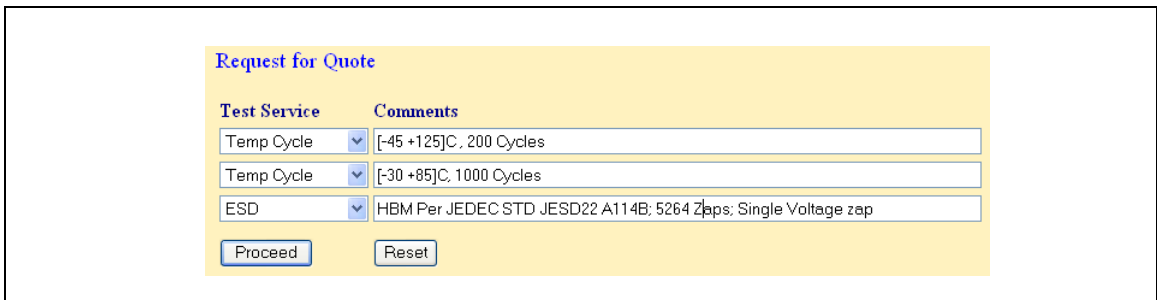 Request for Quote
Test Service Comments
Temp Cycle [-45 +125]C, 200 Cycles
Temp Cycle [-30 +85]C, 1000 Cycles
ESD HBM Per JEDEC STD JESD22 A114B; 5264 Zaps; Single Voltage zap
Proceed Reset